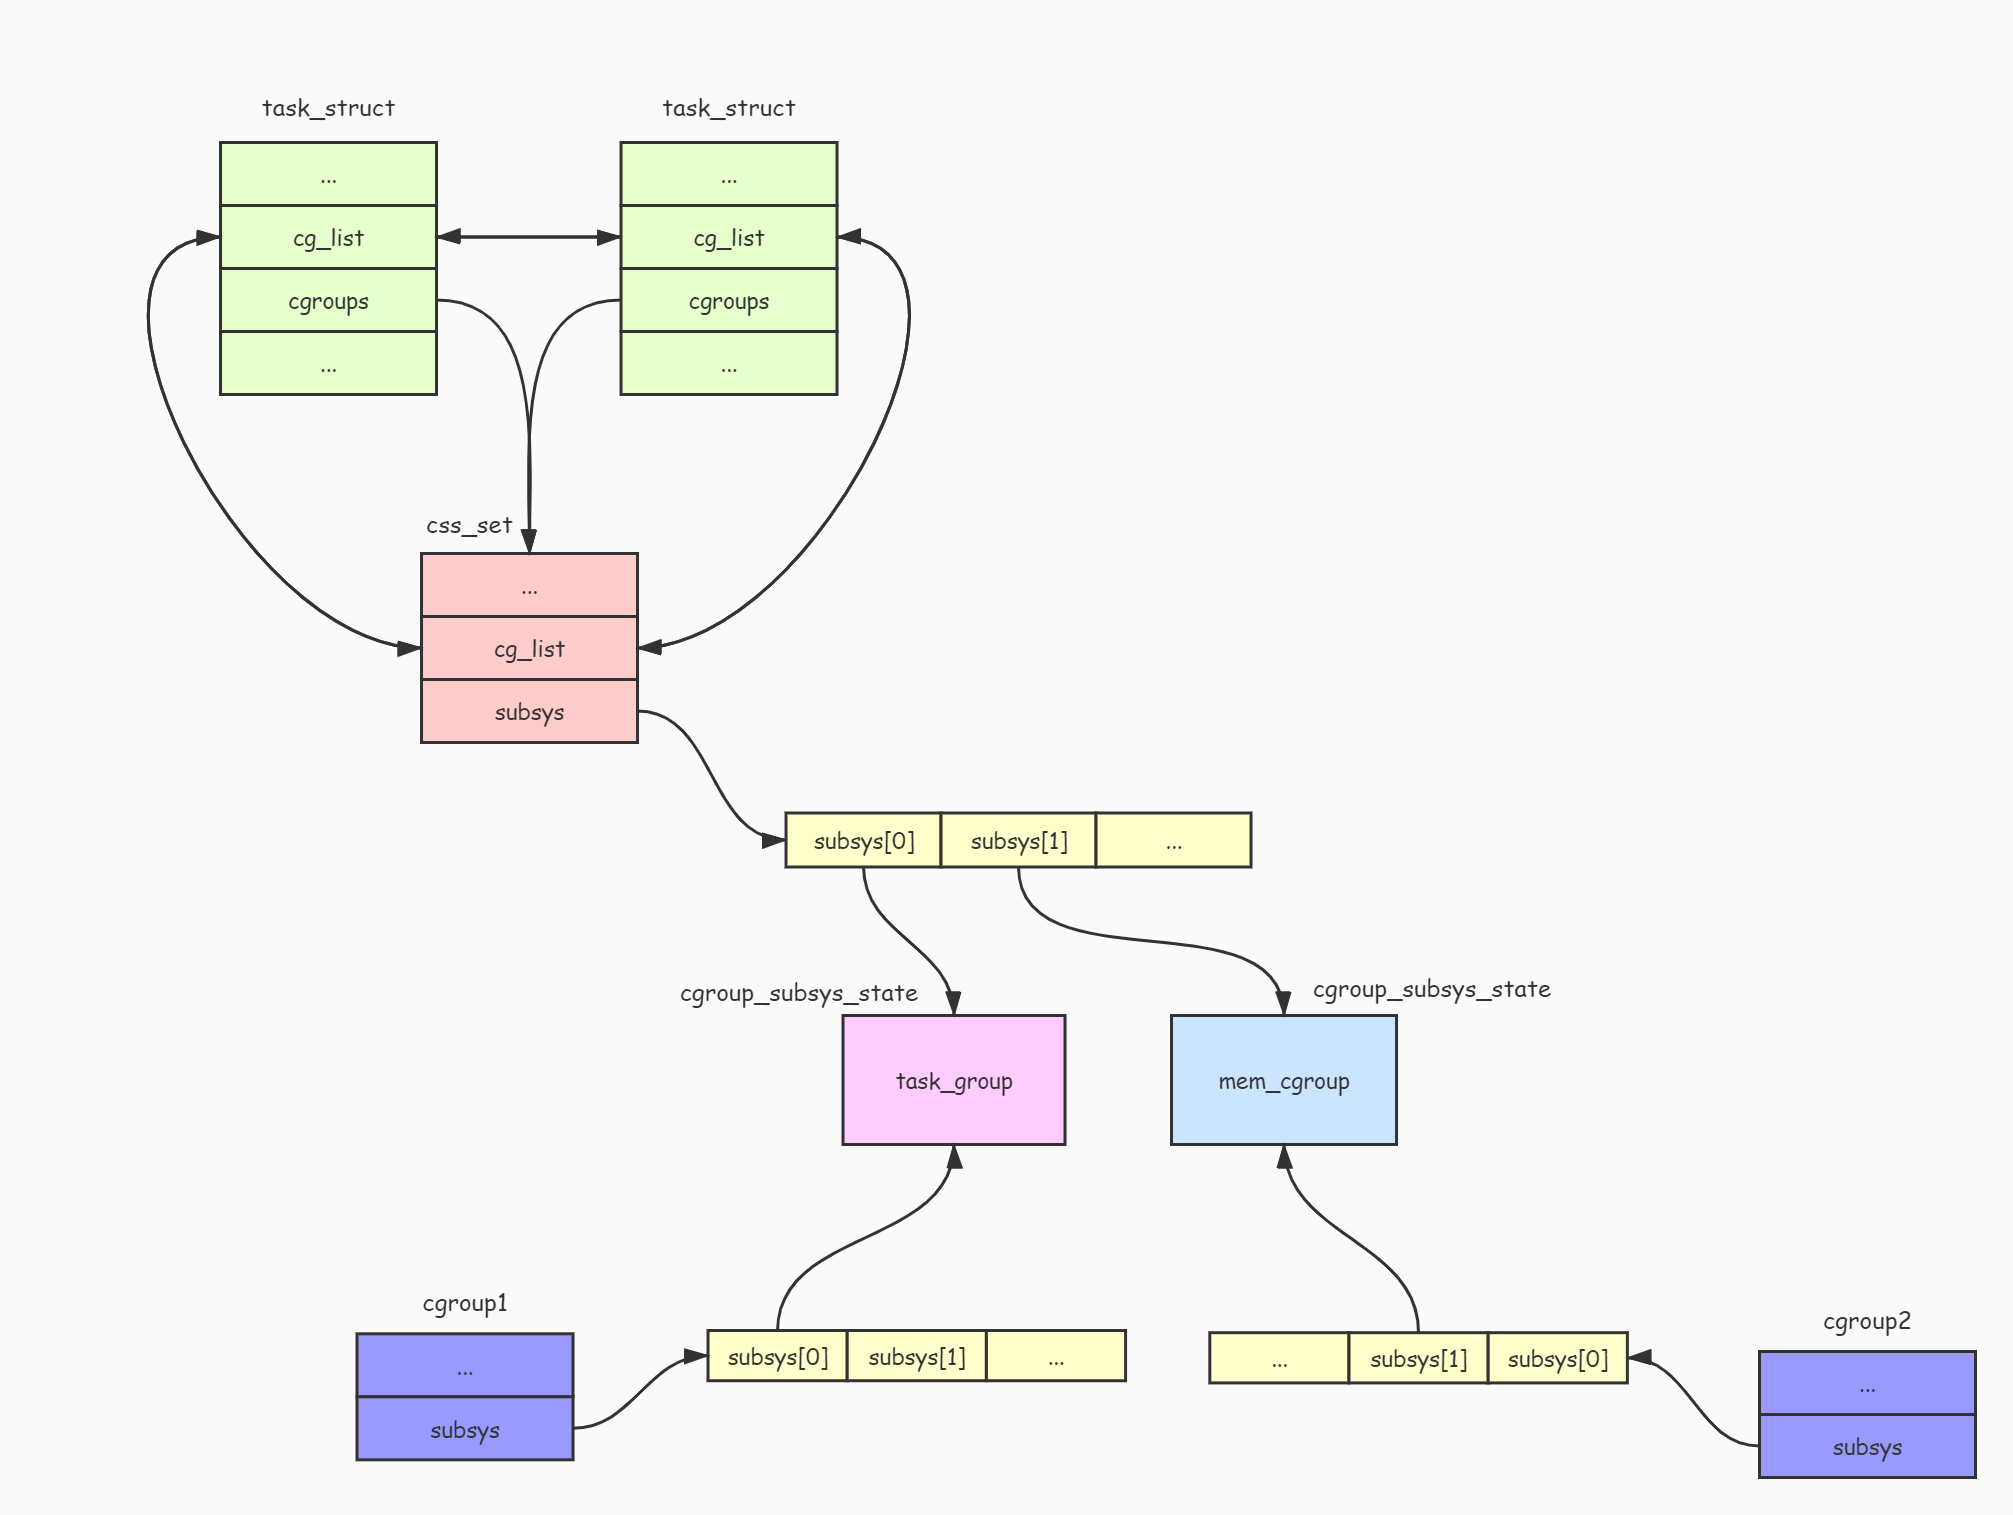 task_struct
task_struct
...
...
cg_list
cg_list
cgroups
cgroups
...
...
css_set
...
cg_list
subsys
subsys[0]
subsys[1]
...
cgroup_subsys_state
cgroup_subsys_state
task_group
mem_cgroup
cgroup1
...
subsys
subsys[0]
subsys[1]
...
...
subsys[1]
subsys[0]
cgroup2
...
subsys